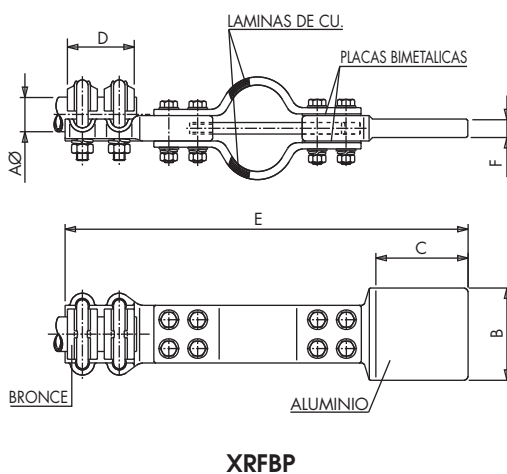 LAMINAS DE CU.
D
PLACAS BIMETALICAS
AØ
F
E
C
B
BRONCE
ALUMINIO
XRFBP